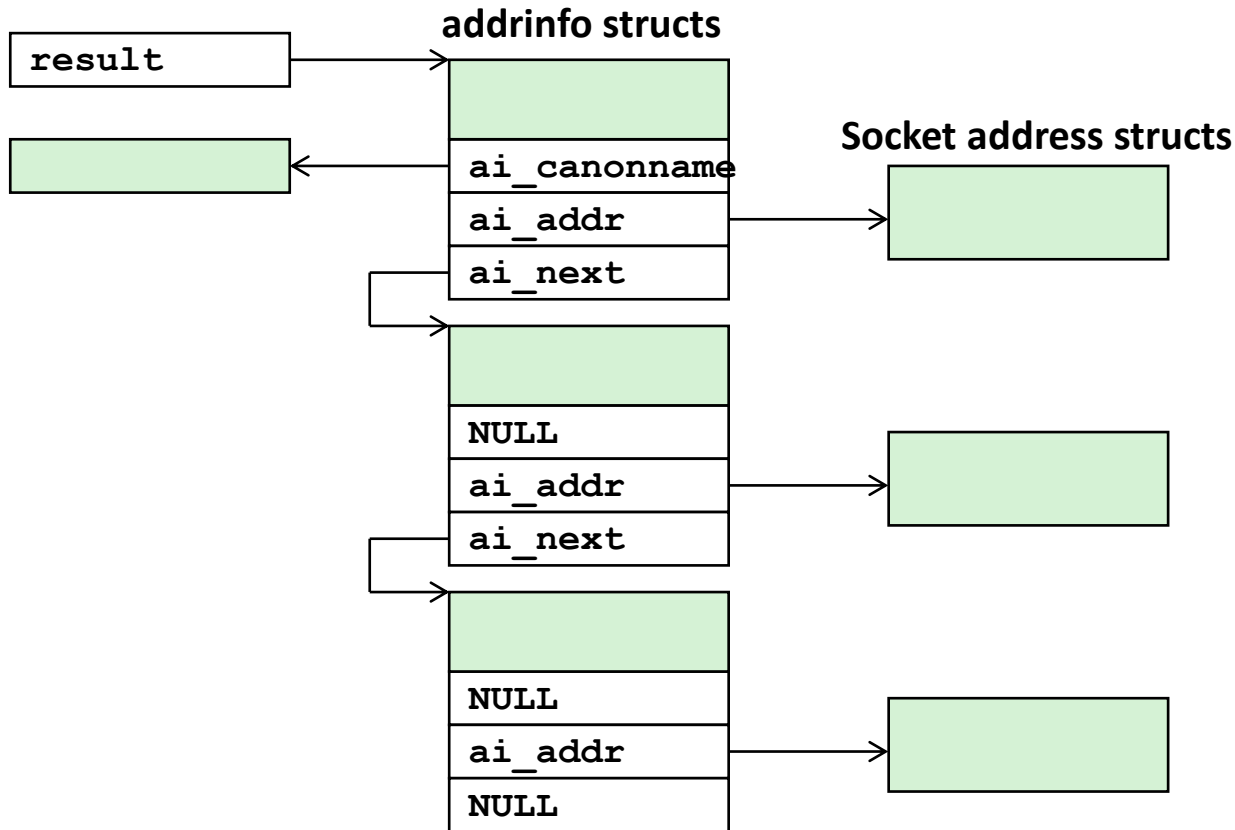 addrinfo structs
result
Socket address structs
ai_canonname
ai_addr
ai_next
NULL
ai_addr
ai_next
NULL
ai_addr
NULL